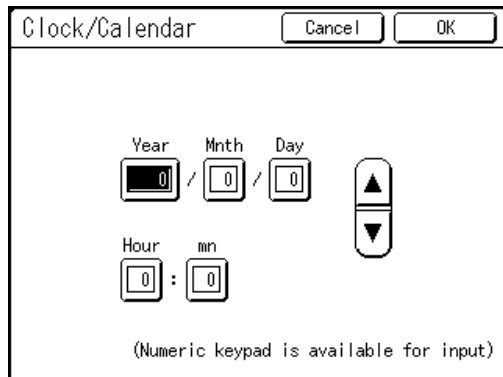 Clock/Calendar Cancel OK
Year Mnth Day
0 / 0 / 0
Hour mn
0 : 0
(Numeric keypad is available for input)